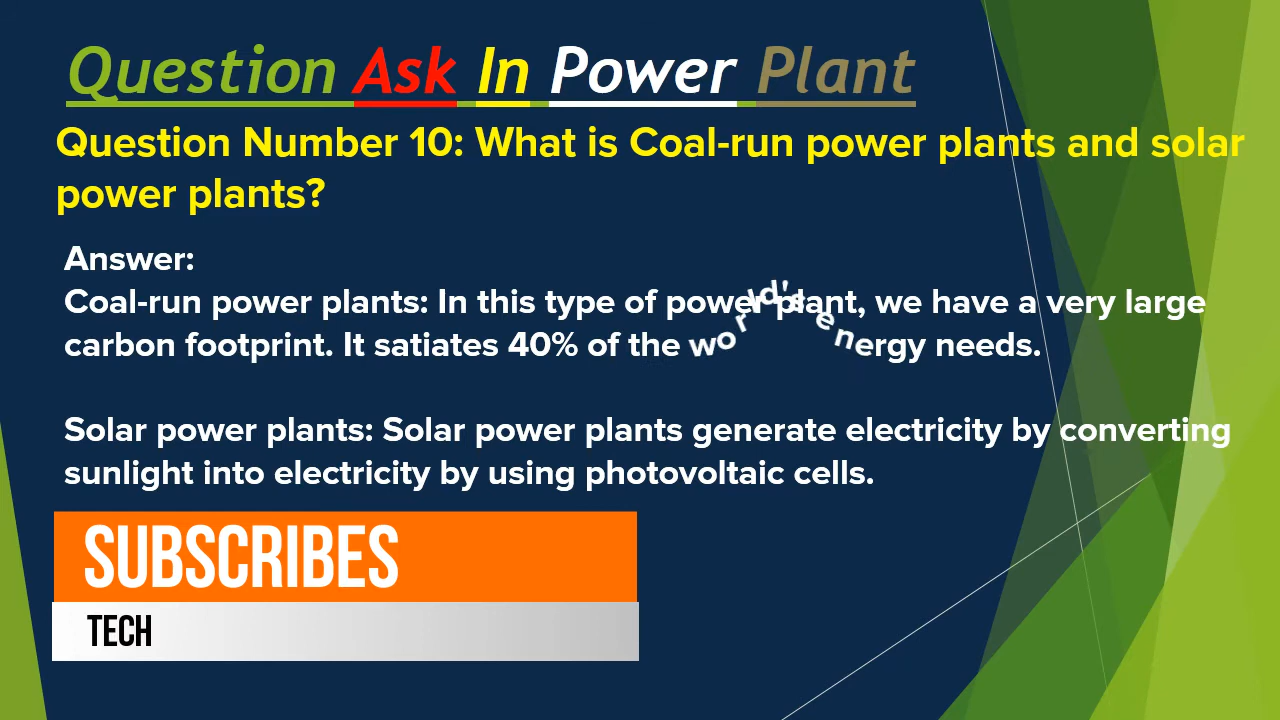 Question Ask In Power Plant
Question Number 10: What is Coal-run power plants and solar
power plants?
Answer:
Coal-run power plants: In this type of power plant, we have a very large
carbon footprint. It satiates 40% of the world's energy needs.
Solar power plants: Solar power plants generate electricity by converting
sunlight into electricity by using photovoltaic cells.
SUBSCRIBES
TECH